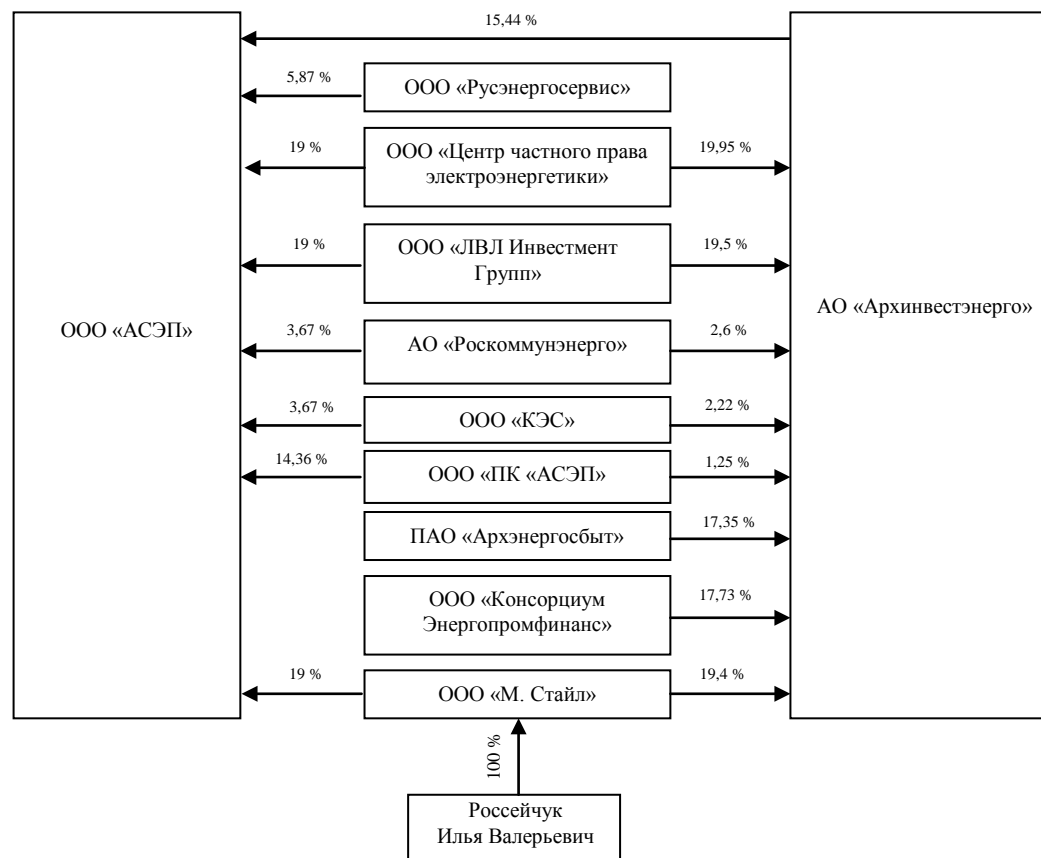 15,44 %
5,87 %
ООО «Русэнергосервис»
19 %
ООО «Центр частного права
электроэнергетики»
19,95 %
19 %
ООО «ЛВЛ Инвестмент
Групп»
19,5 %
ООО «АСЭП»
АО «Архинвестэнерго»
3,67 %
АО «Роскоммунэнерго»
2,6 %
3,67 %
ООО «КЭС»
2,22 %
14,36 %
ООО «ПК «АСЭП»
1,25 %
ПАО «Архэнергосбыт»
17,35 %
ООО «Консорциум
Энергопромфинанс»
17,73 %
19 %
ООО «М. Стайл»
19,4 %
100 %
Россейчук
Илья Валерьевич